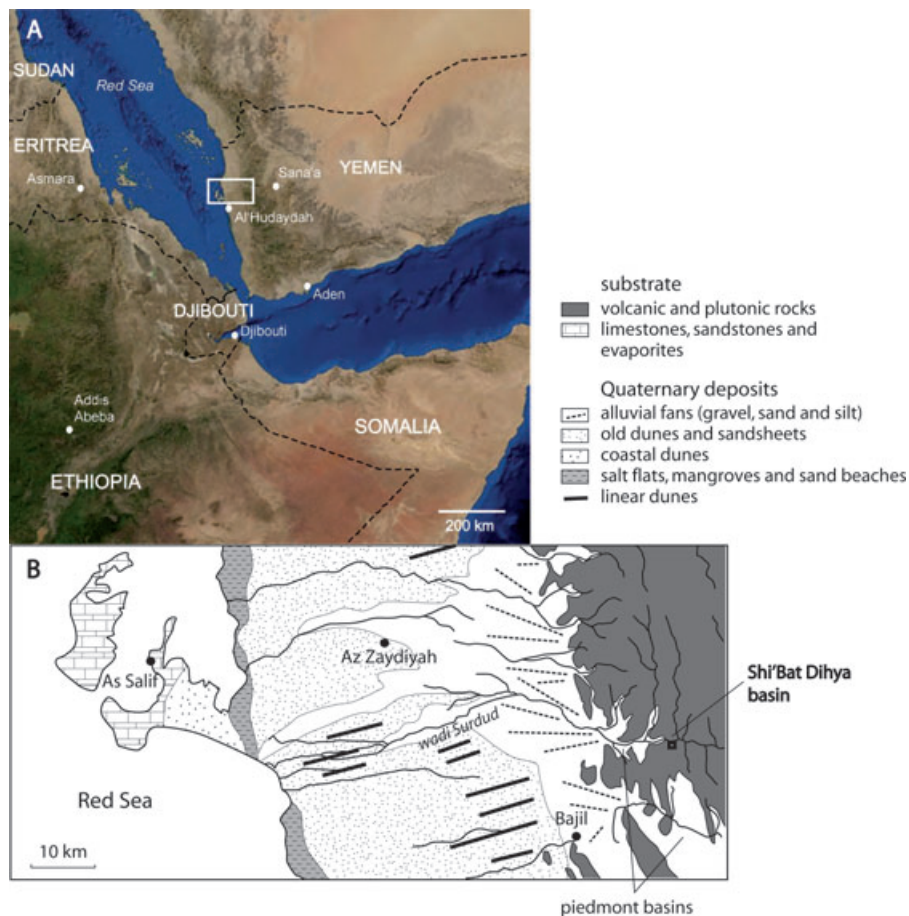 A
SUDAN
Red Sea
ERITREA
Asmara
Sana'a
YEMEN
Al'Hudaydah
Aden
DJIBOUTI
Djibouti
Addis
Abeba
SOMALIA
ETHIOPIA
200 km
substrate
volcanic and plutonic rocks
limestones, sandstones and
evaporites
Quaternary deposits
alluvial fans (gravel, sand and silt)
old dunes and sandsheets
coastal dunes
salt flats, mangroves and sand beaches
linear dunes
B
Az Zaydiyah
As Salif
Shi'Bat Dihya
basin
wadi Surdud
Red Sea
Bajil
10 km
piedmont basins